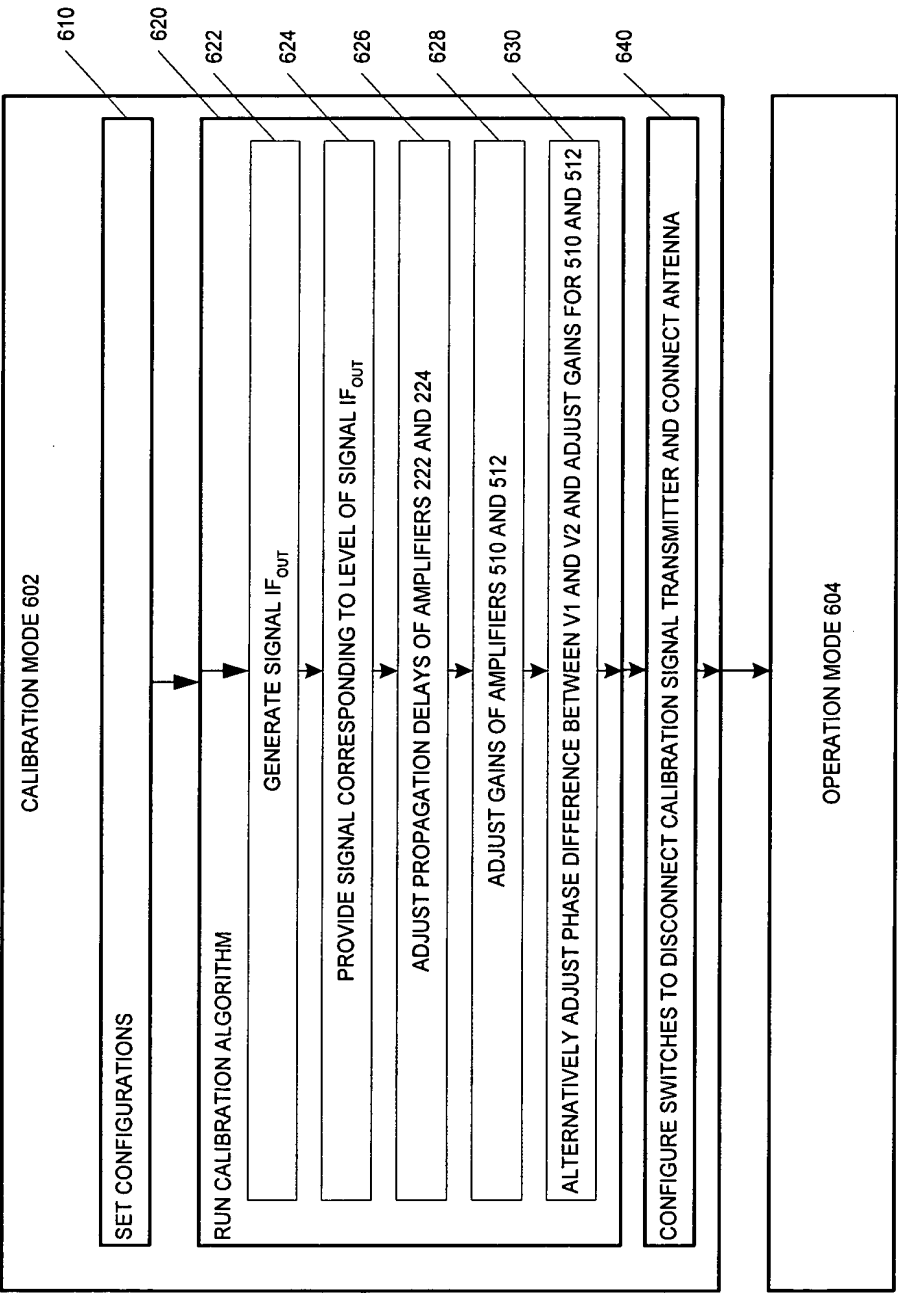 CALIBRATION MODE 602
SET CONFIGURATIONS
610
RUN CALIBRATION ALGORITHM
620
GENERATE SIGNAL IFOUT
622
PROVIDE SIGNAL CORRESPONDING TO LEVEL OF SIGNAL IFOUT
624
ADJUST PROPAGATION DELAYS OF AMPLIFIERS 222 AND 224
626
ADJUST GAINS OF AMPLIFIERS 510 AND 512
628
ALTERNATIVELY ADJUST PHASE DIFFERENCE BETWEEN V1 AND V2 AND ADJUST GAINS FOR 510 AND 512
630
CONFIGURE SWITCHES TO DISCONNECT CALIBRATION SIGNAL TRANSMITTER AND CONNECT ANTENNA
640
OPERATION MODE 604